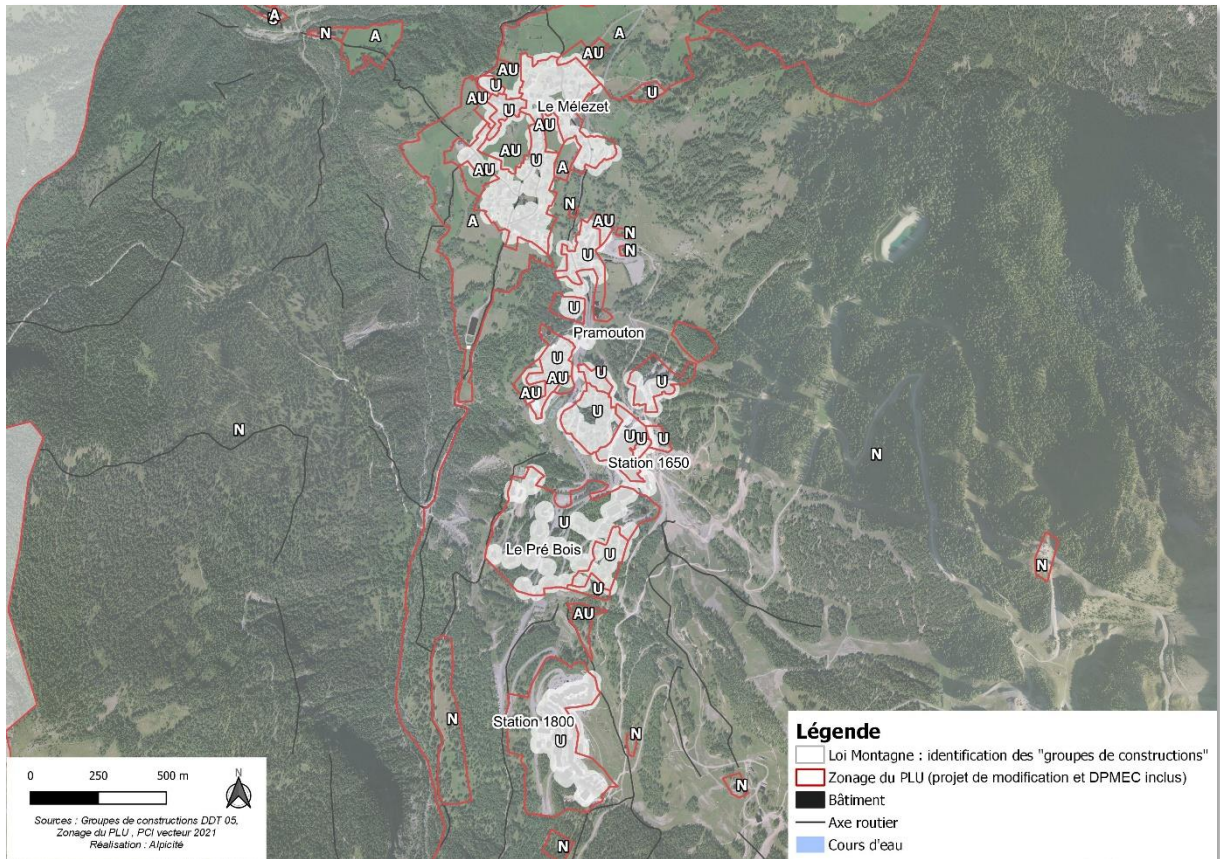 A
N
A
AU
A
AU
U
U
AU
Le Mélezet
U
AU
AU
U
AU
A
N
A
AU
N
U
N
U
Pramouton
U
U
AU
U
AU
U
N
U
U
U
Station 1650
N
U
Le Pré Bois
U
N
U
AU
N
Station 1800
U
N
N
N
0 250 500 m
N
Sources : Groupes de constructions DDT 05,
Zonage du PLU , PCI vecteur 2021
Réalisation : Alpicité
Légende
Loi Montagne : identification des "groupes de constructions"
Zonage du PLU (projet de modification et DPMEC inclus)
Bâtiment
Axe routier
Cours d'eau